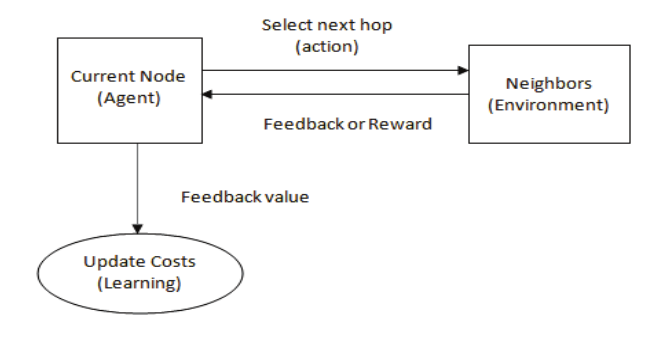 Select next hop
(action)
Current Node
(Agent)
Neighbors
(Environment)
Feedback or Reward
Feedback value
Update Costs
(Learning)